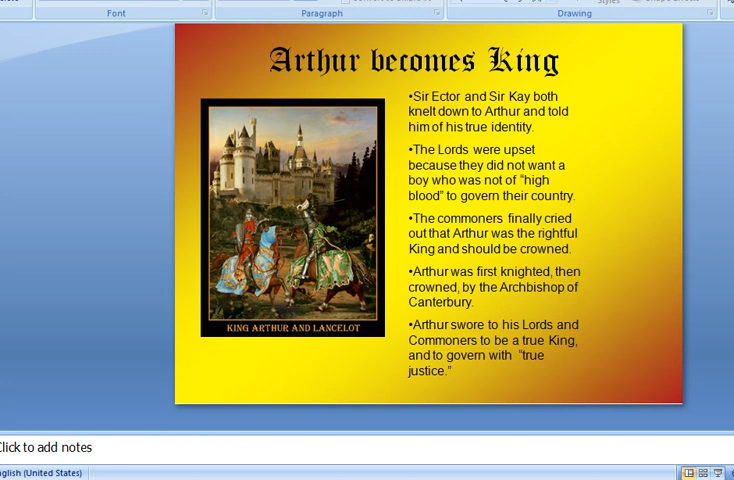 Font
Paragraph
Drawing
Arthur becomes King
•Sir Ector and Sir Kay both
knelt down to Arthur and told
him of his true identity.
•The Lords were upset
because they did not want a
boy who was not of “high
blood” to govern their country.
•The commoners finally cried
out that Arthur was the rightful
King and should be crowned.
•Arthur was first knighted, then
crowned, by the Archbishop of
Canterbury.
•Arthur swore to his Lords and
Commoners to be a true King,
and to govern with “true
justice.”
KING ARTHUR AND LANCELOT
Click to add notes
nglish (United States)